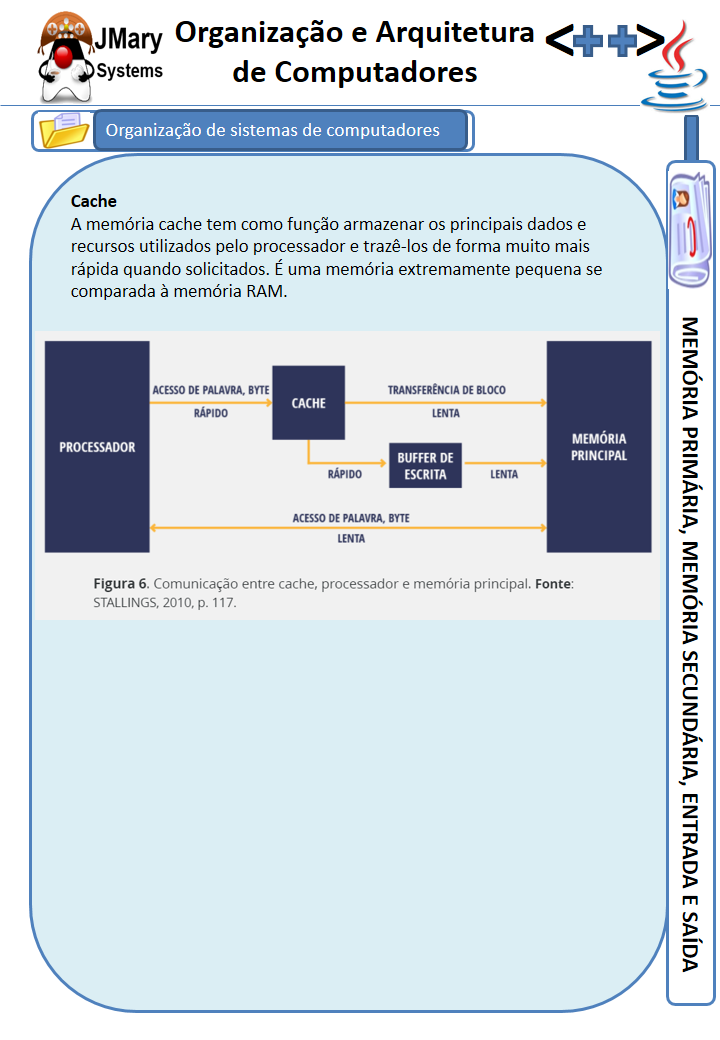 JMary
Systems
Organização e Arquitetura
de Computadores
<++>
Organização de sistemas de computadores
Cache
A memória cache tem como função armazenar os principais dados e
recursos utilizados pelo processador e trazê-los de forma muito mais
rápida quando solicitados. É uma memória extremamente pequena se
comparada à memória RAM.
PROCESSADOR
ACESSO DE PALAVRA, BYTE
RÁPIDO
CACHE
TRANSFERÊNCIA DE BLOCO
LENTA
RÁPIDO
BUFFER DE
ESCRITA
LENTA
MEMÓRIA
PRINCIPAL
ACESSO DE PALAVRA, BYTE
LENTA
Figura 6. Comunicação entre cache, processador e memória principal. Fonte:
STALLINGS, 2010, p. 117.
MEMÓRIA PRIMÁRIA, MEMÓRIA SECUNDÁRIA, ENTRADA E SAÍDA